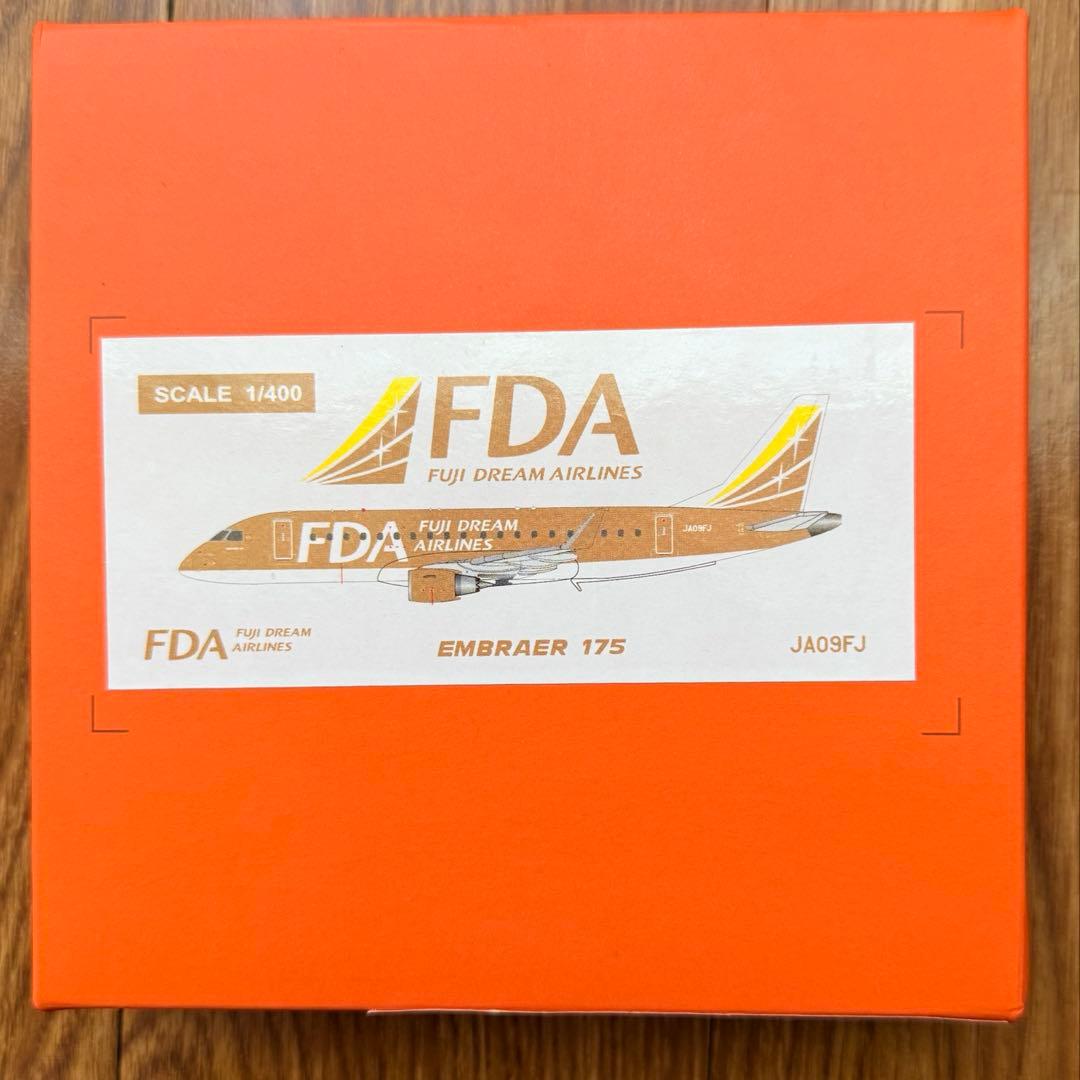 SCALE 1/400
FDA
FUJI DREAM AIRLINES
FDA FUJI DREAM
AIRLINES
JA09FJ
FDA FUJI DREAM
AIRLINES
EMBRAER 175
JA09FJ